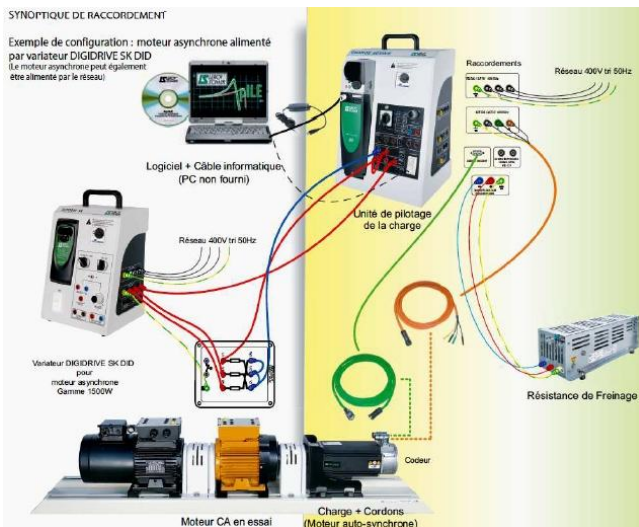 SYNOPTIQUE DE RACCORDEMENT
Exemple de configuration : moteur asynchrone alimenté
par variateur DIGIDRIVE SK DID
(Le moteur asynchrone peut également
être alimenté par le réseau)
Logiciel + Câble informatique
(PC non fourni)
Raccordements
Réseau 400V tri 50Hz
Unité de pilotage
de la charge
Réseau 400V tri 50Hz
Variateur DIGIDRIVE SK DID
pour
moteur asynchrone
Gamme 1500W
Résistance de Freinage
Codeur
Moteur CA en essai
Charge + Cordons
(Moteur auto-synchrone)